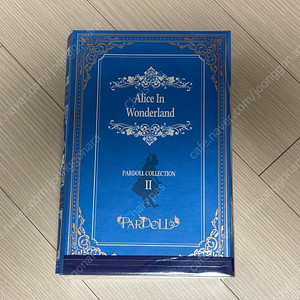 Alice In
Wonderland
PARDOLL COLLECTION
II
PARDOLL